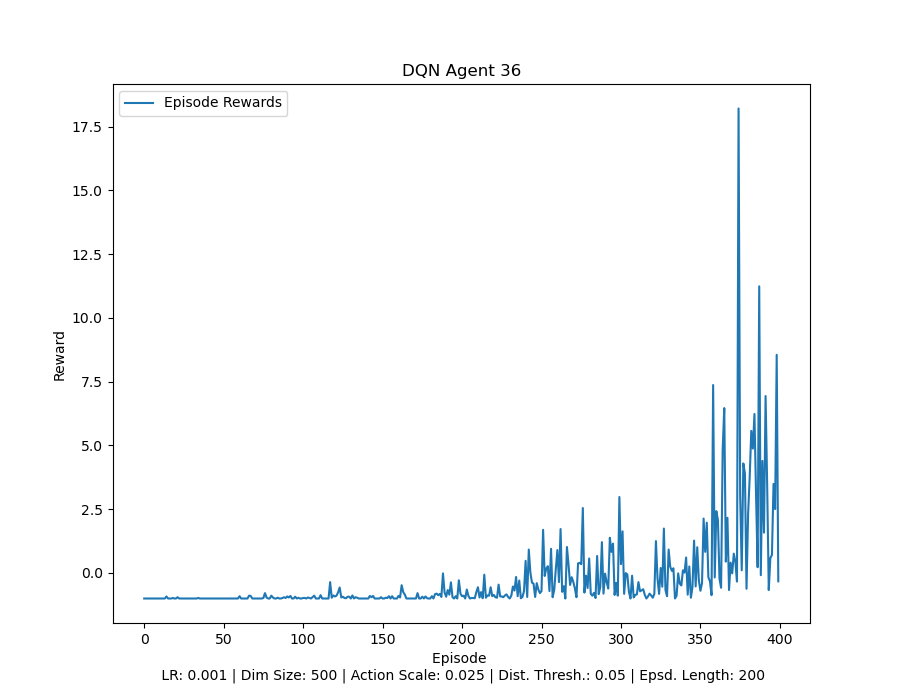 DQN Agent 36
Episode Rewards
17.5
15.0
12.5
10.0
7.5
5.0
2.5
0.0
Reward
0 50 100 150 200 250 300 350 400
Episode
LR: 0.001 | Dim Size: 500 | Action Scale: 0.025 | Dist. Thresh.: 0.05 | Epsd. Length: 200